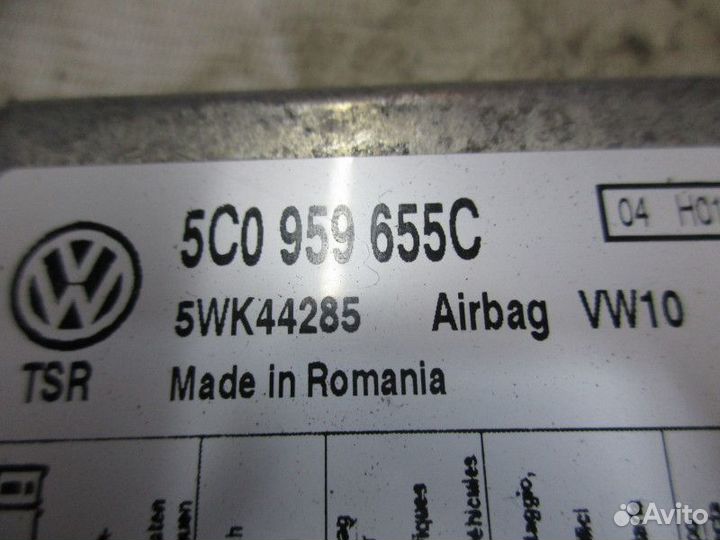 5C0 959 655C
04 H01
5WK44285 Airbag VW10
TSR Made in Romania
Avito